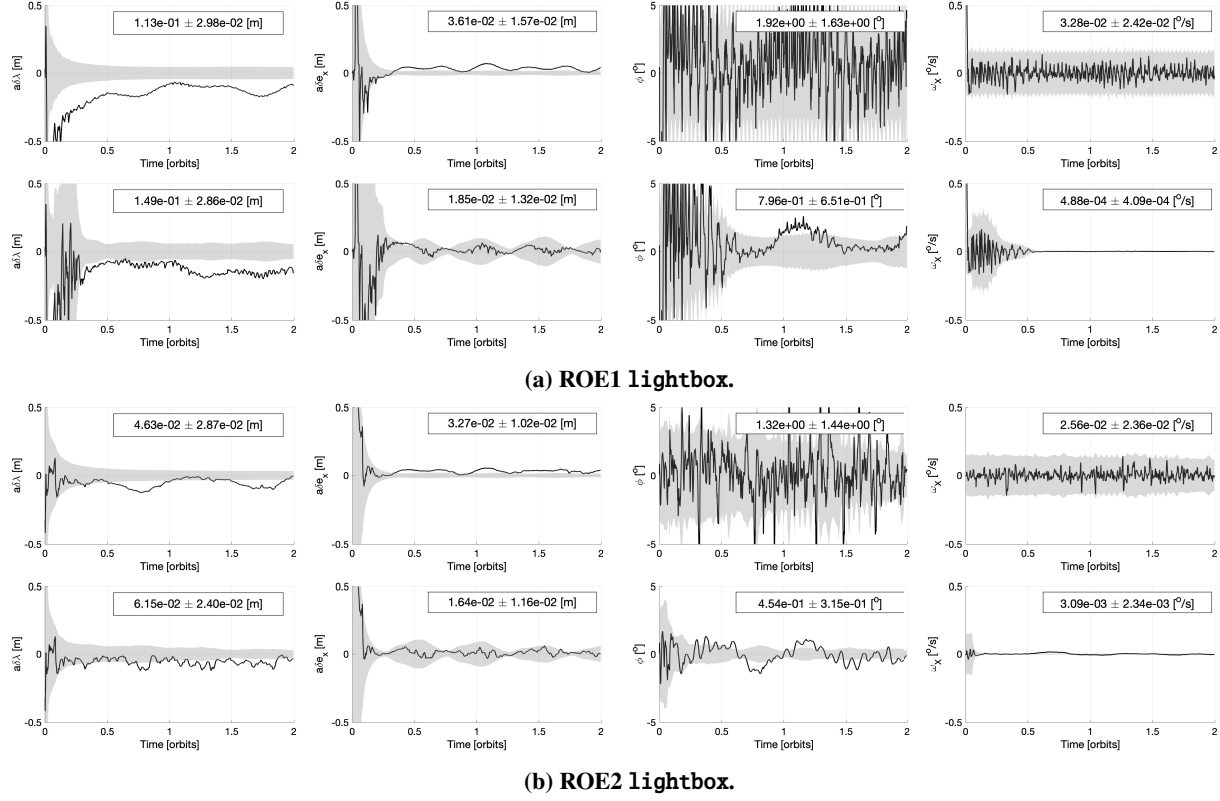 1.13e-01 ± 2.98e-02 [m]
0.5
0
-0.5
aδλ [m]
0 0.5 1 1.5 2
Time [orbits]
3.61e-02 ± 1.57e-02 [m]
0.5
0
-0.5
aδeₓ [m]
0 0.5 1 1.5 2
Time [orbits]
1.92e+00 ± 1.63e+00 [°]
5
0
-5
ϕ [°]
0 0.5 1 1.5 2
Time [orbits]
3.28e-02 ± 2.42e-02 [°/s]
0.5
0
-0.5
ω_X [°/s]
0 0.5 1 1.5 2
Time [orbits]
1.49e-01 ± 2.86e-02 [m]
0.5
0
-0.5
aδλ [m]
0 0.5 1 1.5 2
Time [orbits]
1.85e-02 ± 1.32e-02 [m]
0.5
0
-0.5
aδeₓ [m]
0 0.5 1 1.5 2
Time [orbits]
7.96e-01 ± 6.51e-01 [°]
5
0
-5
ϕ [°]
0 0.5 1 1.5 2
Time [orbits]
4.88e-04 ± 4.09e-04 [°/s]
0.5
0
-0.5
ω_X [°/s]
0 0.5 1 1.5 2
Time [orbits]
(a) ROE1 lightbox.
4.63e-02 ± 2.87e-02 [m]
0.5
0
-0.5
aδλ [m]
0 0.5 1 1.5 2
Time [orbits]
3.27e-02 ± 1.02e-02 [m]
0.5
0
-0.5
aδeₓ [m]
0 0.5 1 1.5 2
Time [orbits]
1.32e+00 ± 1.44e+00 [°]
5
0
-5
ϕ [°]
0 0.5 1 1.5 2
Time [orbits]
2.56e-02 ± 2.36e-02 [°/s]
0.5
0
-0.5
ω_X [°/s]
0 0.5 1 1.5 2
Time [orbits]
6.15e-02 ± 2.40e-02 [m]
0.5
0
-0.5
aδλ [m]
0 0.5 1 1.5 2
Time [orbits]
1.64e-02 ± 1.16e-02 [m]
0.5
0
-0.5
aδeₓ [m]
0 0.5 1 1.5 2
Time [orbits]
4.54e-01 ± 3.15e-01 [°]
5
0
-5
ϕ [°]
0 0.5 1 1.5 2
Time [orbits]
3.09e-03 ± 2.34e-03 [°/s]
0.5
0
-0.5
ω_X [°/s]
0 0.5 1 1.5 2
Time [orbits]
(b) ROE2 lightbox.